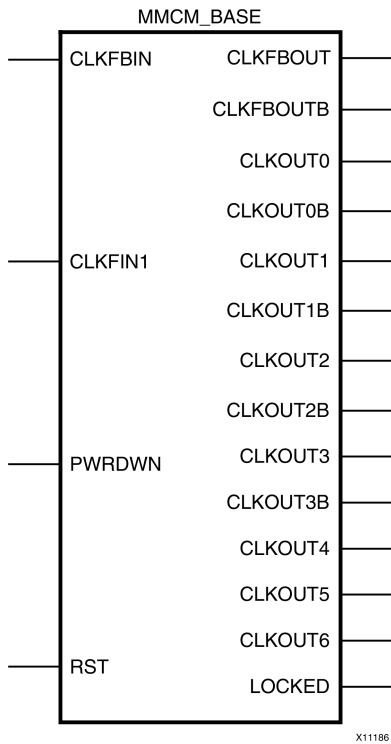 MMCM_BASE
CLKFBIN
CLKFBOUT
CLKFBOUTB
CLKOUT0
CLKOUT0B
CLKFIN1
CLKOUT1
CLKOUT1B
CLKOUT2
CLKOUT2B
PWRDWN
CLKOUT3
CLKOUT3B
CLKOUT4
CLKOUT5
CLKOUT6
RST
LOCKED
X11186